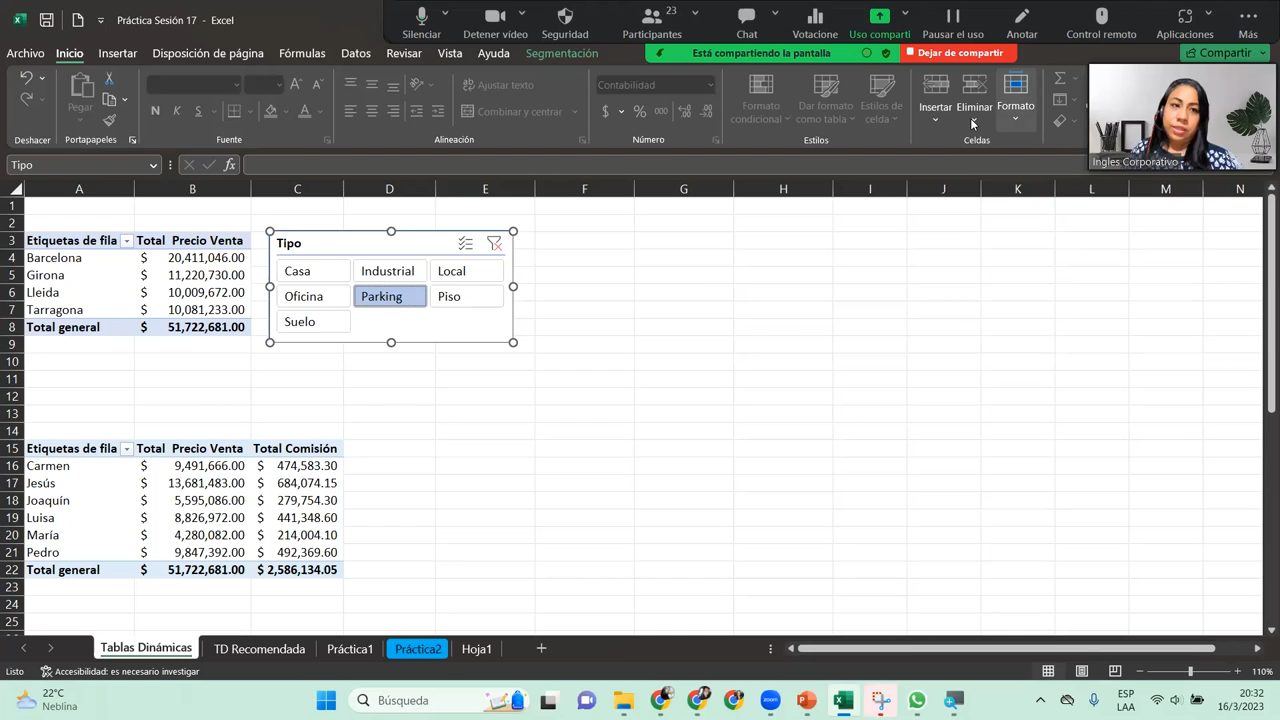 Práctica Sesión 17 - Excel
Silenciar
Detener vídeo
Seguridad
Participantes
23
Chat
Votacione
Uso comparti
Pausa el uso
Anotar
Control remoto
Aplicaciones
Más
Está compartiendo la pantalla
Dejar de compartir
Archivo Inicio Insertar Disposición de página Fórmulas Datos Revisar Vista Ayuda Segmentación
Compartir
Deshacer
Pegar
Portapapeles
N K S
Fuente
Ajustar texto
Combinar y centrar
Alineación
Contabilidad
$ % 000
Número
Formato condicional
Dar formato como tabla
Estilos de celda
Estilos
Insertar
Eliminar
Formato
Celdas
Ingles Corporativo
Tipo
fx
A B C D E F G H I J K L M N
1
2
3 Etiquetas de fila Total Precio Venta
4 Barcelona $ 20,411,046.00
5 Girona $ 11,220,730.00
6 Lleida $ 10,009,672.00
7 Tarragona $ 10,081,233.00
8 Total general $ 51,722,681.00
Tipo
Casa Industrial Local
Oficina Parking Piso
Suelo
9
10
11
12
13
14
15 Etiquetas de fila Total Precio Venta Total Comisión
16 Carmen $ 9,491,666.00 $ 474,583.30
17 Jesús $ 13,681,483.00 $ 684,074.15
18 Joaquín $ 5,595,086.00 $ 279,754.30
19 Luisa $ 8,826,972.00 $ 441,348.60
20 María $ 4,280,082.00 $ 214,004.10
21 Pedro $ 9,847,392.00 $ 492,369.60
22 Total general $ 51,722,681.00 $ 2,586,134.05
23
24
25
Tablas Dinámicas TD Recomendada Práctica1 Práctica2 Hoja1
Listo
Accesibilidad: es necesario investigar
110%
22°C
Neblina
Búsqueda
ESP
LAA
20:32
16/3/2023